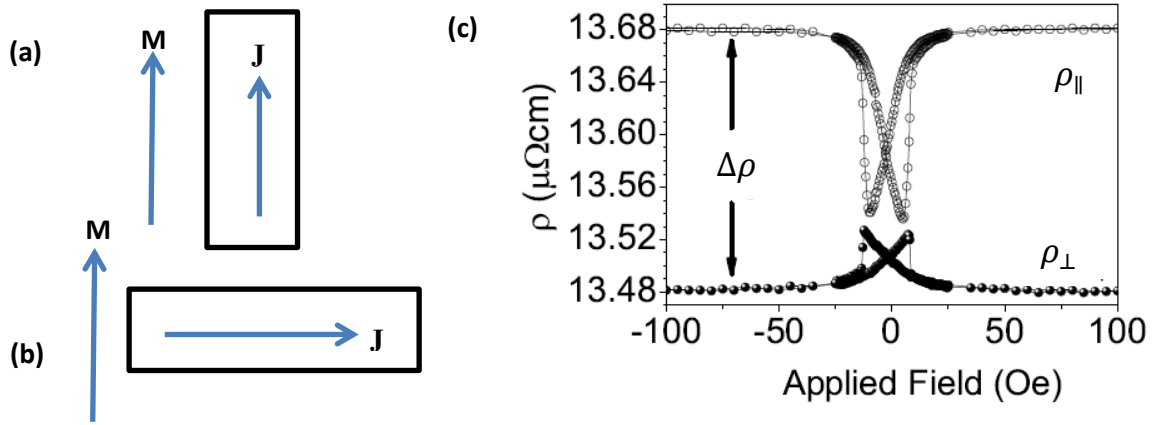 (a)
M
J
M
J
(b)
(c)
13.68
13.64
13.60
13.56
13.52
13.48
ρ (μΩcm)
Δρ
ρ∥
ρ⊥
-100 -50 0 50 100
Applied Field (Oe)